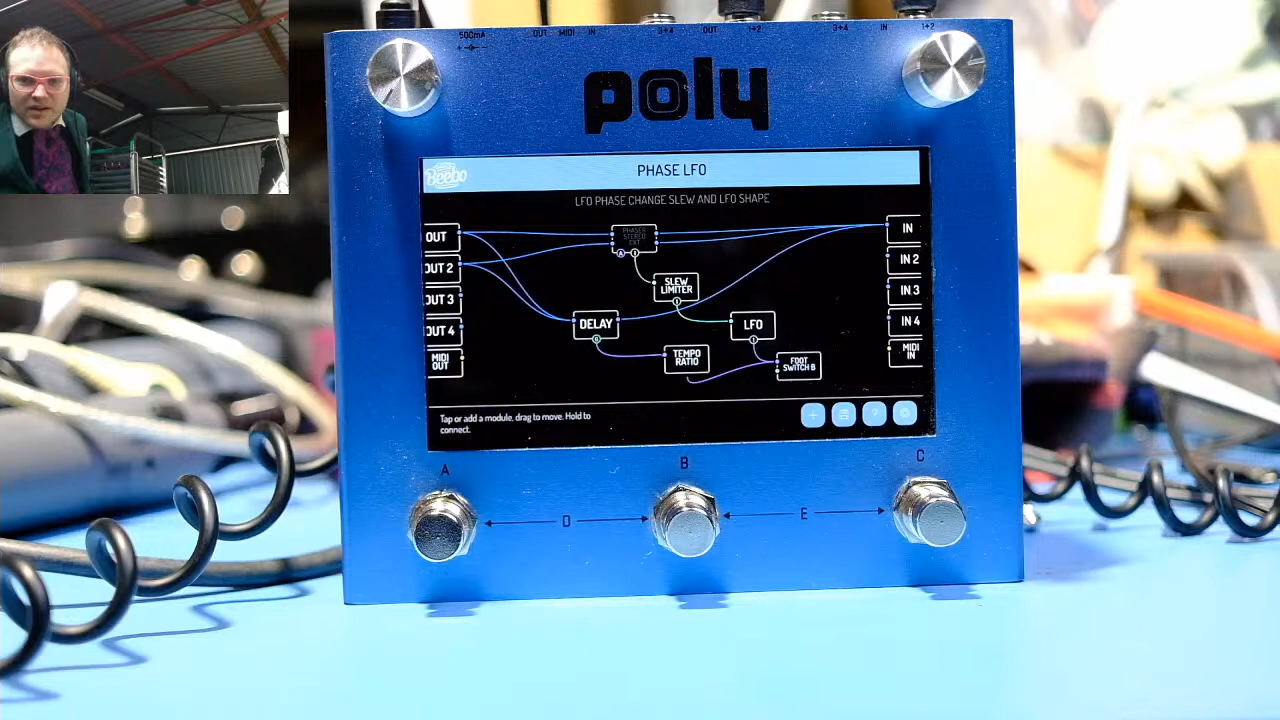 500mA
OUT MIDI IN
3+4 OUT 1+2
3+4 IN 1+2
poly
Beebo
PHASE LFO
LFO PHASE CHANGE SLEW AND LFO SHAPE
OUT
OUT 2
OUT 3
OUT 4
MIDI
OUT
PHASER
STEREO
EXT
SLEW
LIMITER
DELAY
LFO
TEMPO
RATIO
FOOT
SWITCH B
IN
IN 2
IN 3
IN 4
MIDI
IN
Tap or add a module, drag to move. Hold to
connect.
+
?
A
B
C
D
E